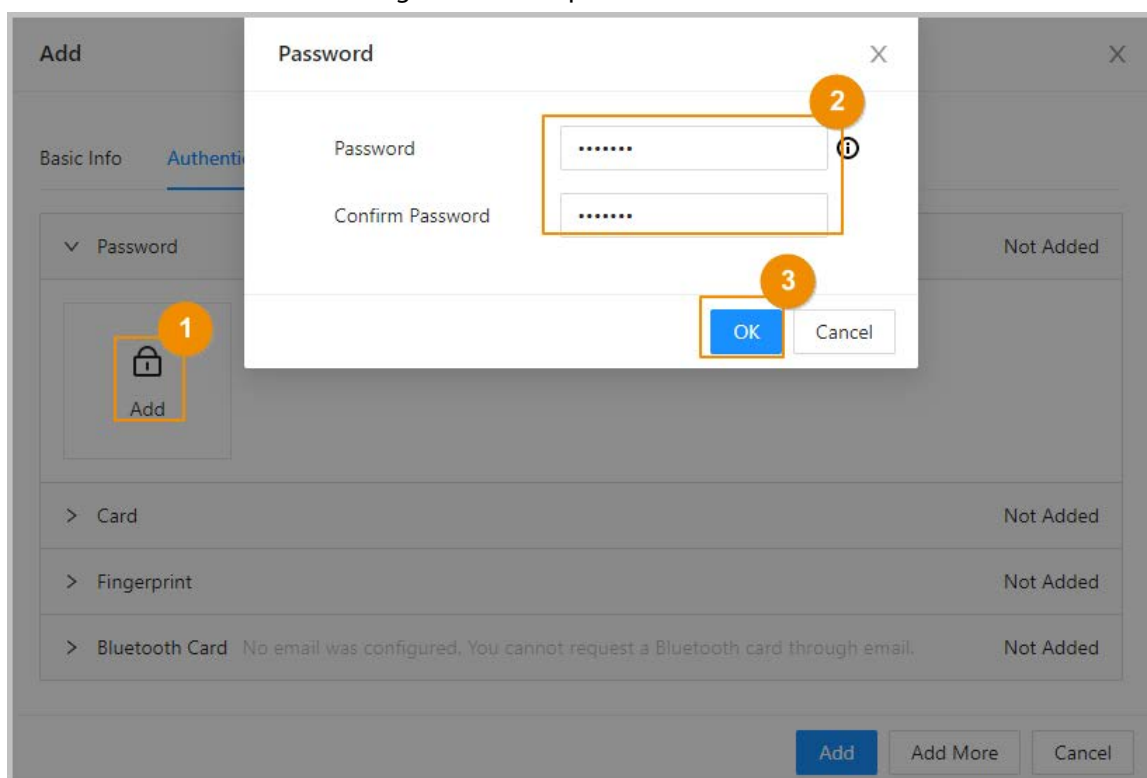 Add
Password
X
X
2
Basic Info
Authenti
Password
•••••••
Confirm Password
•••••••
Password
Not Added
3
1
OK
Cancel
Add
Card
Not Added
Fingerprint
Not Added
Bluetooth Card No email was configured. You cannot request a Bluetooth card through email.
Not Added
Add
Add More
Cancel